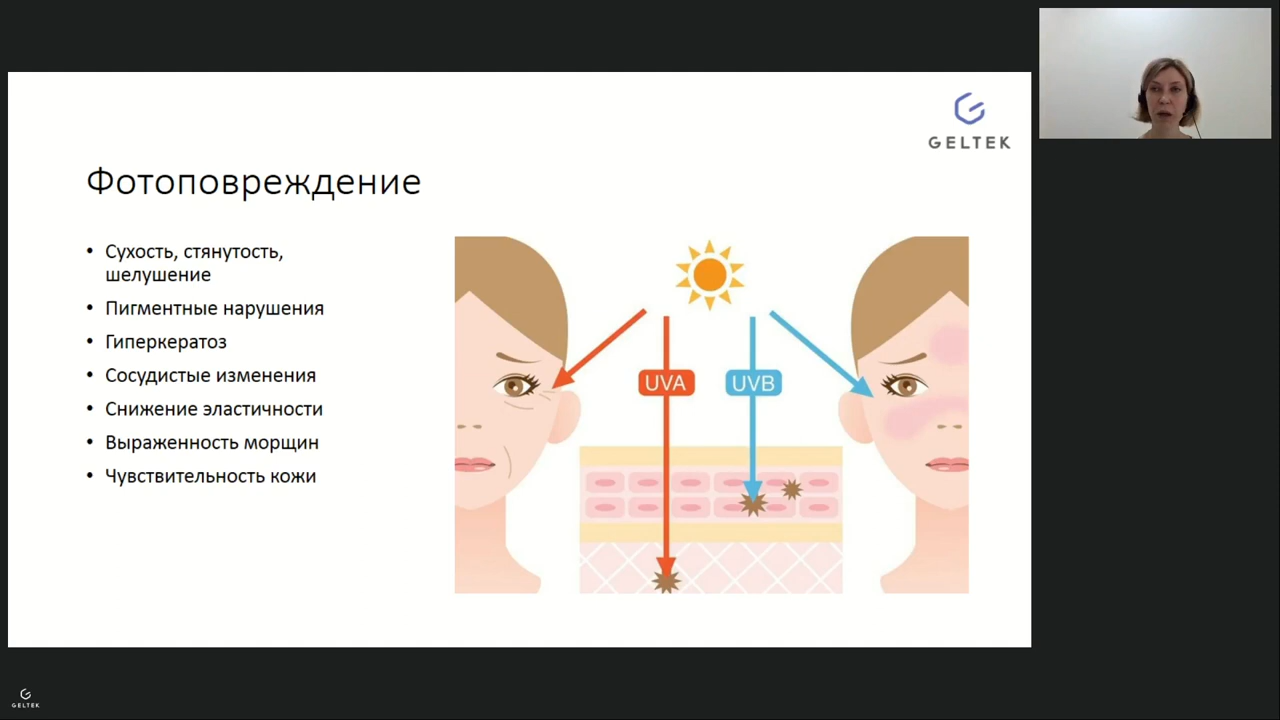 GELTEK
Фотоповреждение
• Сухость, стянутость,
шелушение
• Пигментные нарушения
• Гиперкератоз
• Сосудистые изменения
• Снижение эластичности
• Выраженность морщин
• Чувствительность кожи
UVA
UVB
GELTEK